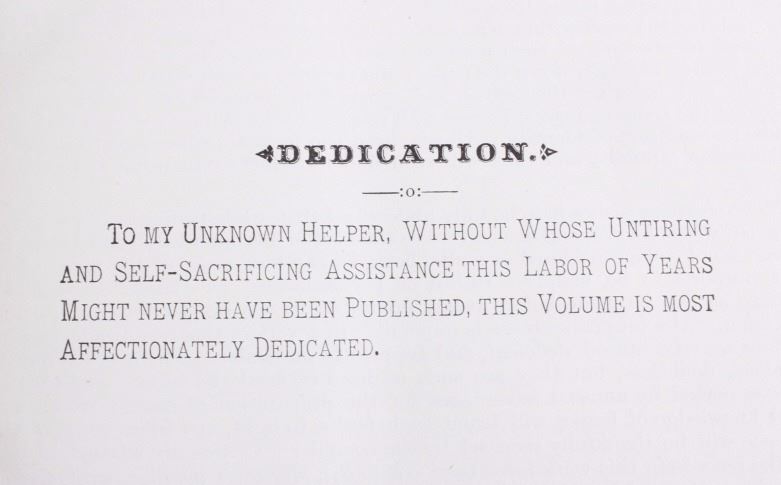 DEDICATION.
:o:
TO MY UNKNOWN HELPER, WITHOUT WHOSE UNTIRING
AND SELF-SACRIFICING ASSISTANCE THIS LABOR OF YEARS
MIGHT NEVER HAVE BEEN PUBLISHED, THIS VOLUME IS MOST
AFFECTIONATELY DEDICATED.